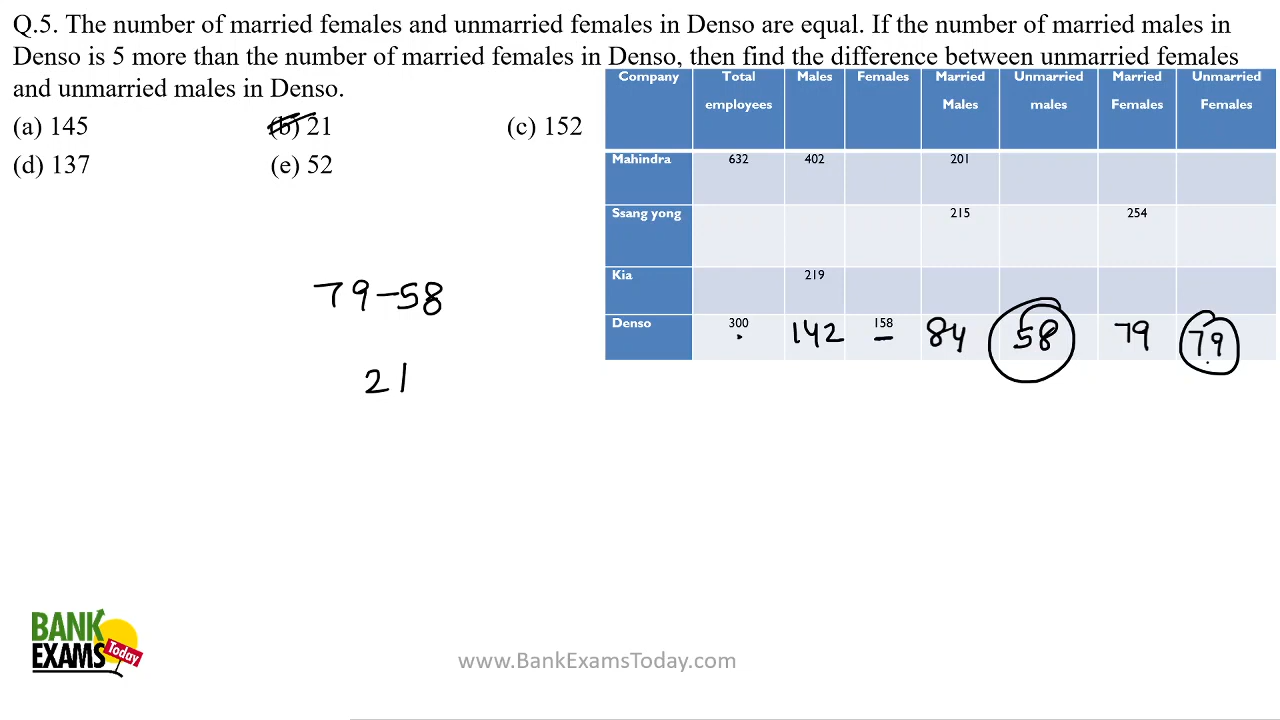 Q.5. The number of married females and unmarried females in Denso are equal. If the number of married males in
Denso is 5 more than the number of married females in Denso, then find the difference between unmarried females
and unmarried males in Denso.
(a) 145 (b) 21 (c) 152
(d) 137 (e) 52
Company Total employees Males Females Married Males Unmarried males Married Females Unmarried Females
Mahindra 632 402 201
Ssang yong 215 254
Kia 219
Denso 300 142 158 84 58 79 79
79-58
21
BANK
EXAMS Today
www.BankExamsToday.com